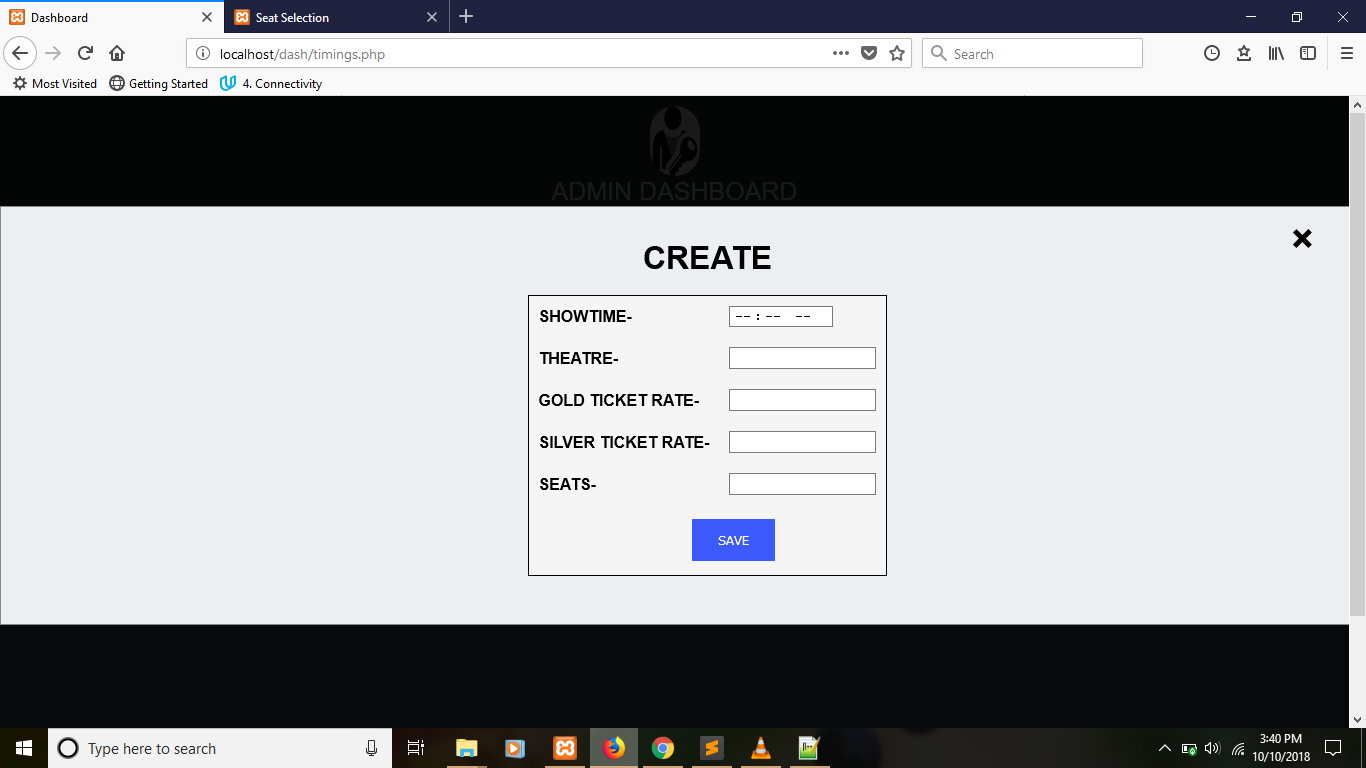 Dashboard
Seat Selection
localhost/dash/timings.php
Search
Most Visited
Getting Started
4. Connectivity
ADMIN DASHBOARD
CREATE
SHOWTIME-
-- : -- --
THEATRE-
GOLD TICKET RATE-
SILVER TICKET RATE-
SEATS-
SAVE
Type here to search
3:40 PM
10/10/2018